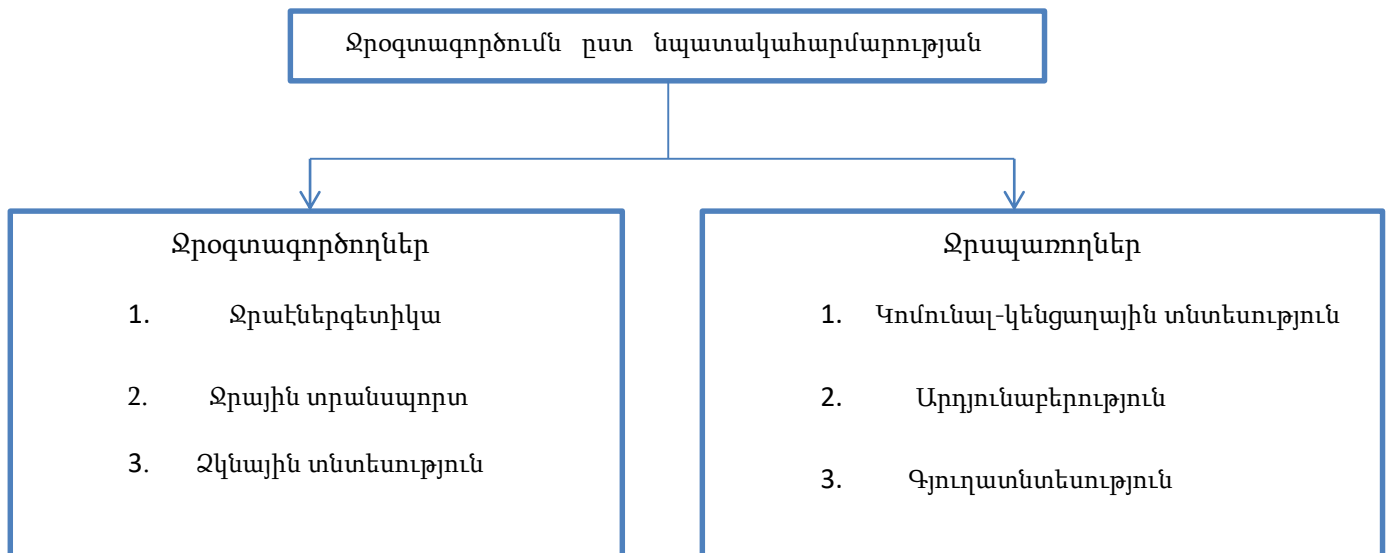 Ջրօգտագործումն ըստ նպատակահարմարության
Ջրօգտագործողներ
1. Ջրաէներգետիկա
2. Ջրային տրանսպորտ
3. Ձկնային տնտեսություն
Ջրսպառողներ
1. Կոմունալ-կենցաղային տնտեսություն
2. Արդյունաբերություն
3. Գյուղատնտեսություն